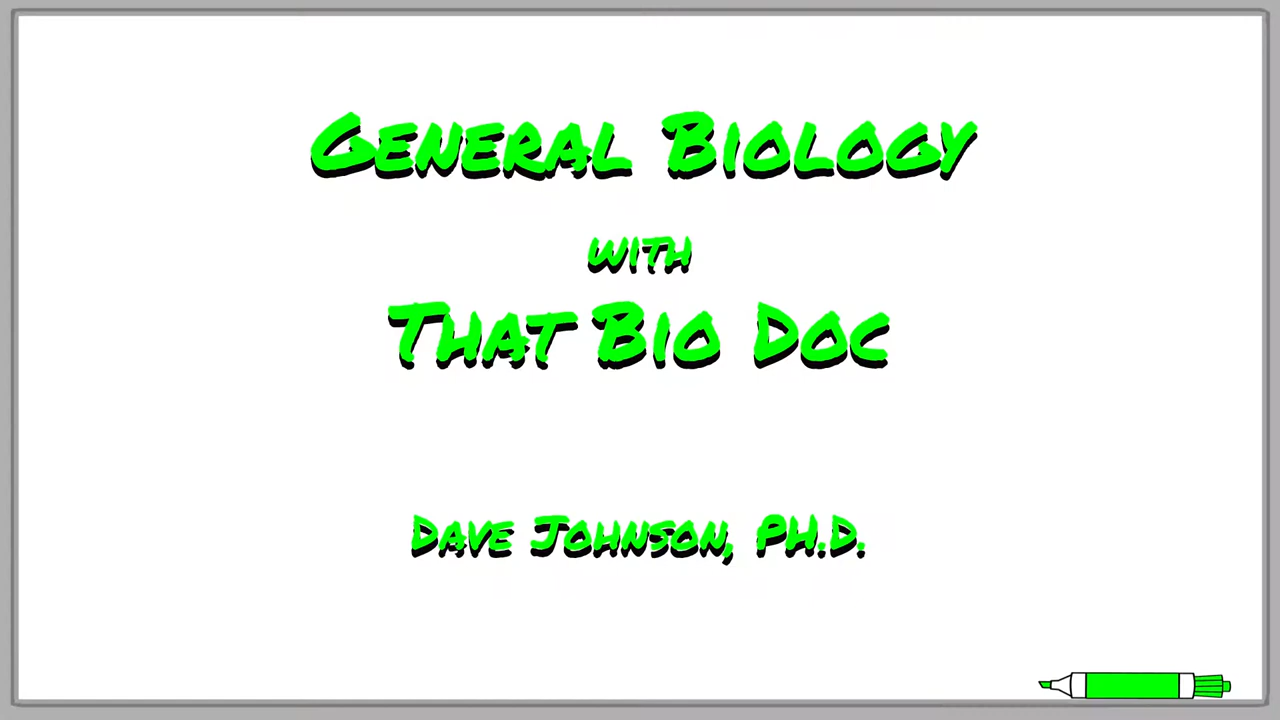 General Biology
with
That Bio Doc
Dave Johnson, PH.D.